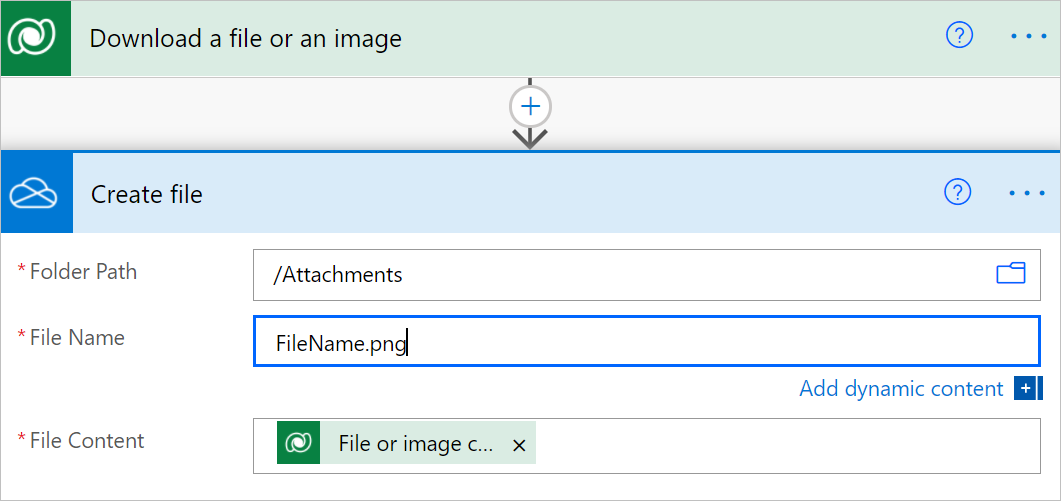 Download a file or an image
Create file
* Folder Path
/Attachments
* File Name
FileName.png
Add dynamic content
* File Content
File or image c...